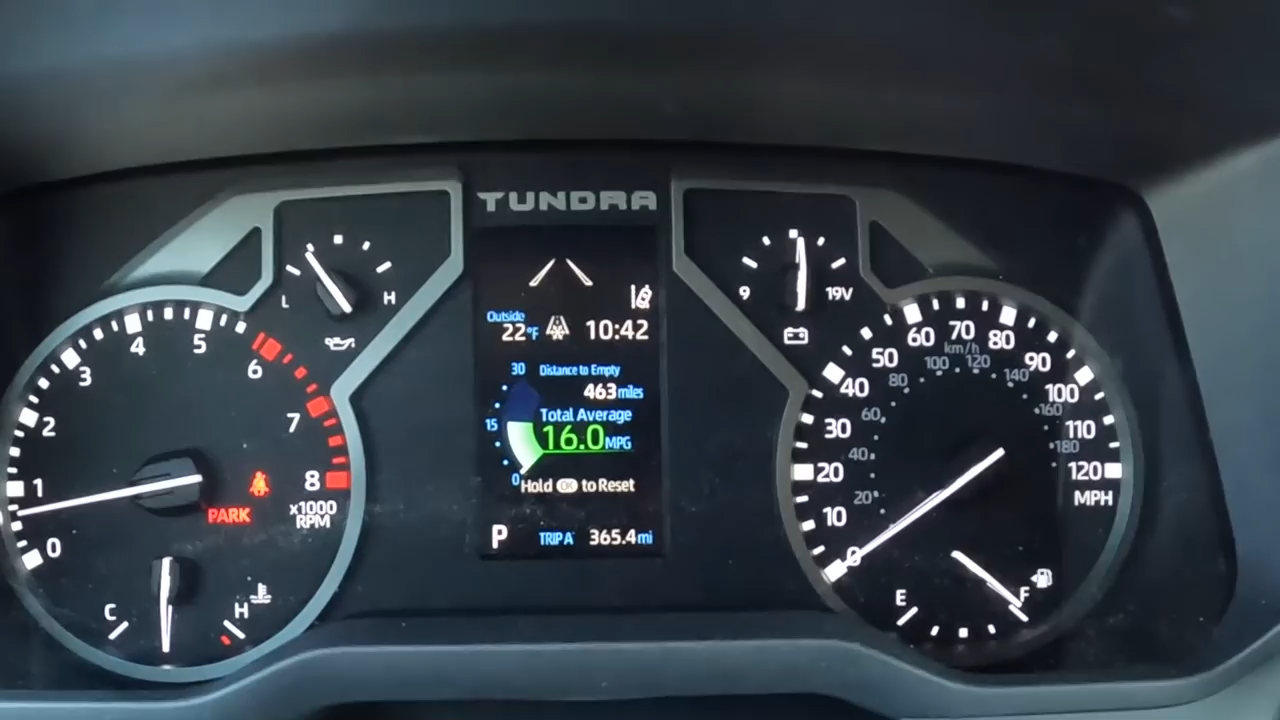 TUNDRA
L H
9 19V
Outside
22°F 10:42
30 Distance to Empty
463 miles
15 Total Average
16.0 MPG
0 Hold OK to Reset
P TRIP A 365.4 mi
0 1 2 3 4 5 6 7 8
x1000
RPM
PARK
C H
0 10 20 30 40 50 60 70 80 90 100 110 120
MPH
km/h
20 40 60 80 100 120 140 160 180
E F